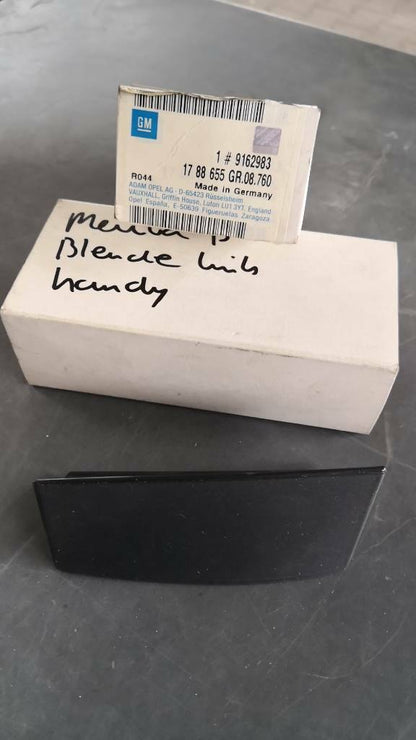 GM
1 # 9162983
17 88 655 GR.08.760
R044
Made in Germany
ADAM OPEL AG · D-65423 Rüsselsheim
VAUXHALL, Griffin House, Luton LU1 3YT, England
Opel España, E-50639 Figueruelas, Zaragoza
Blende links
handy